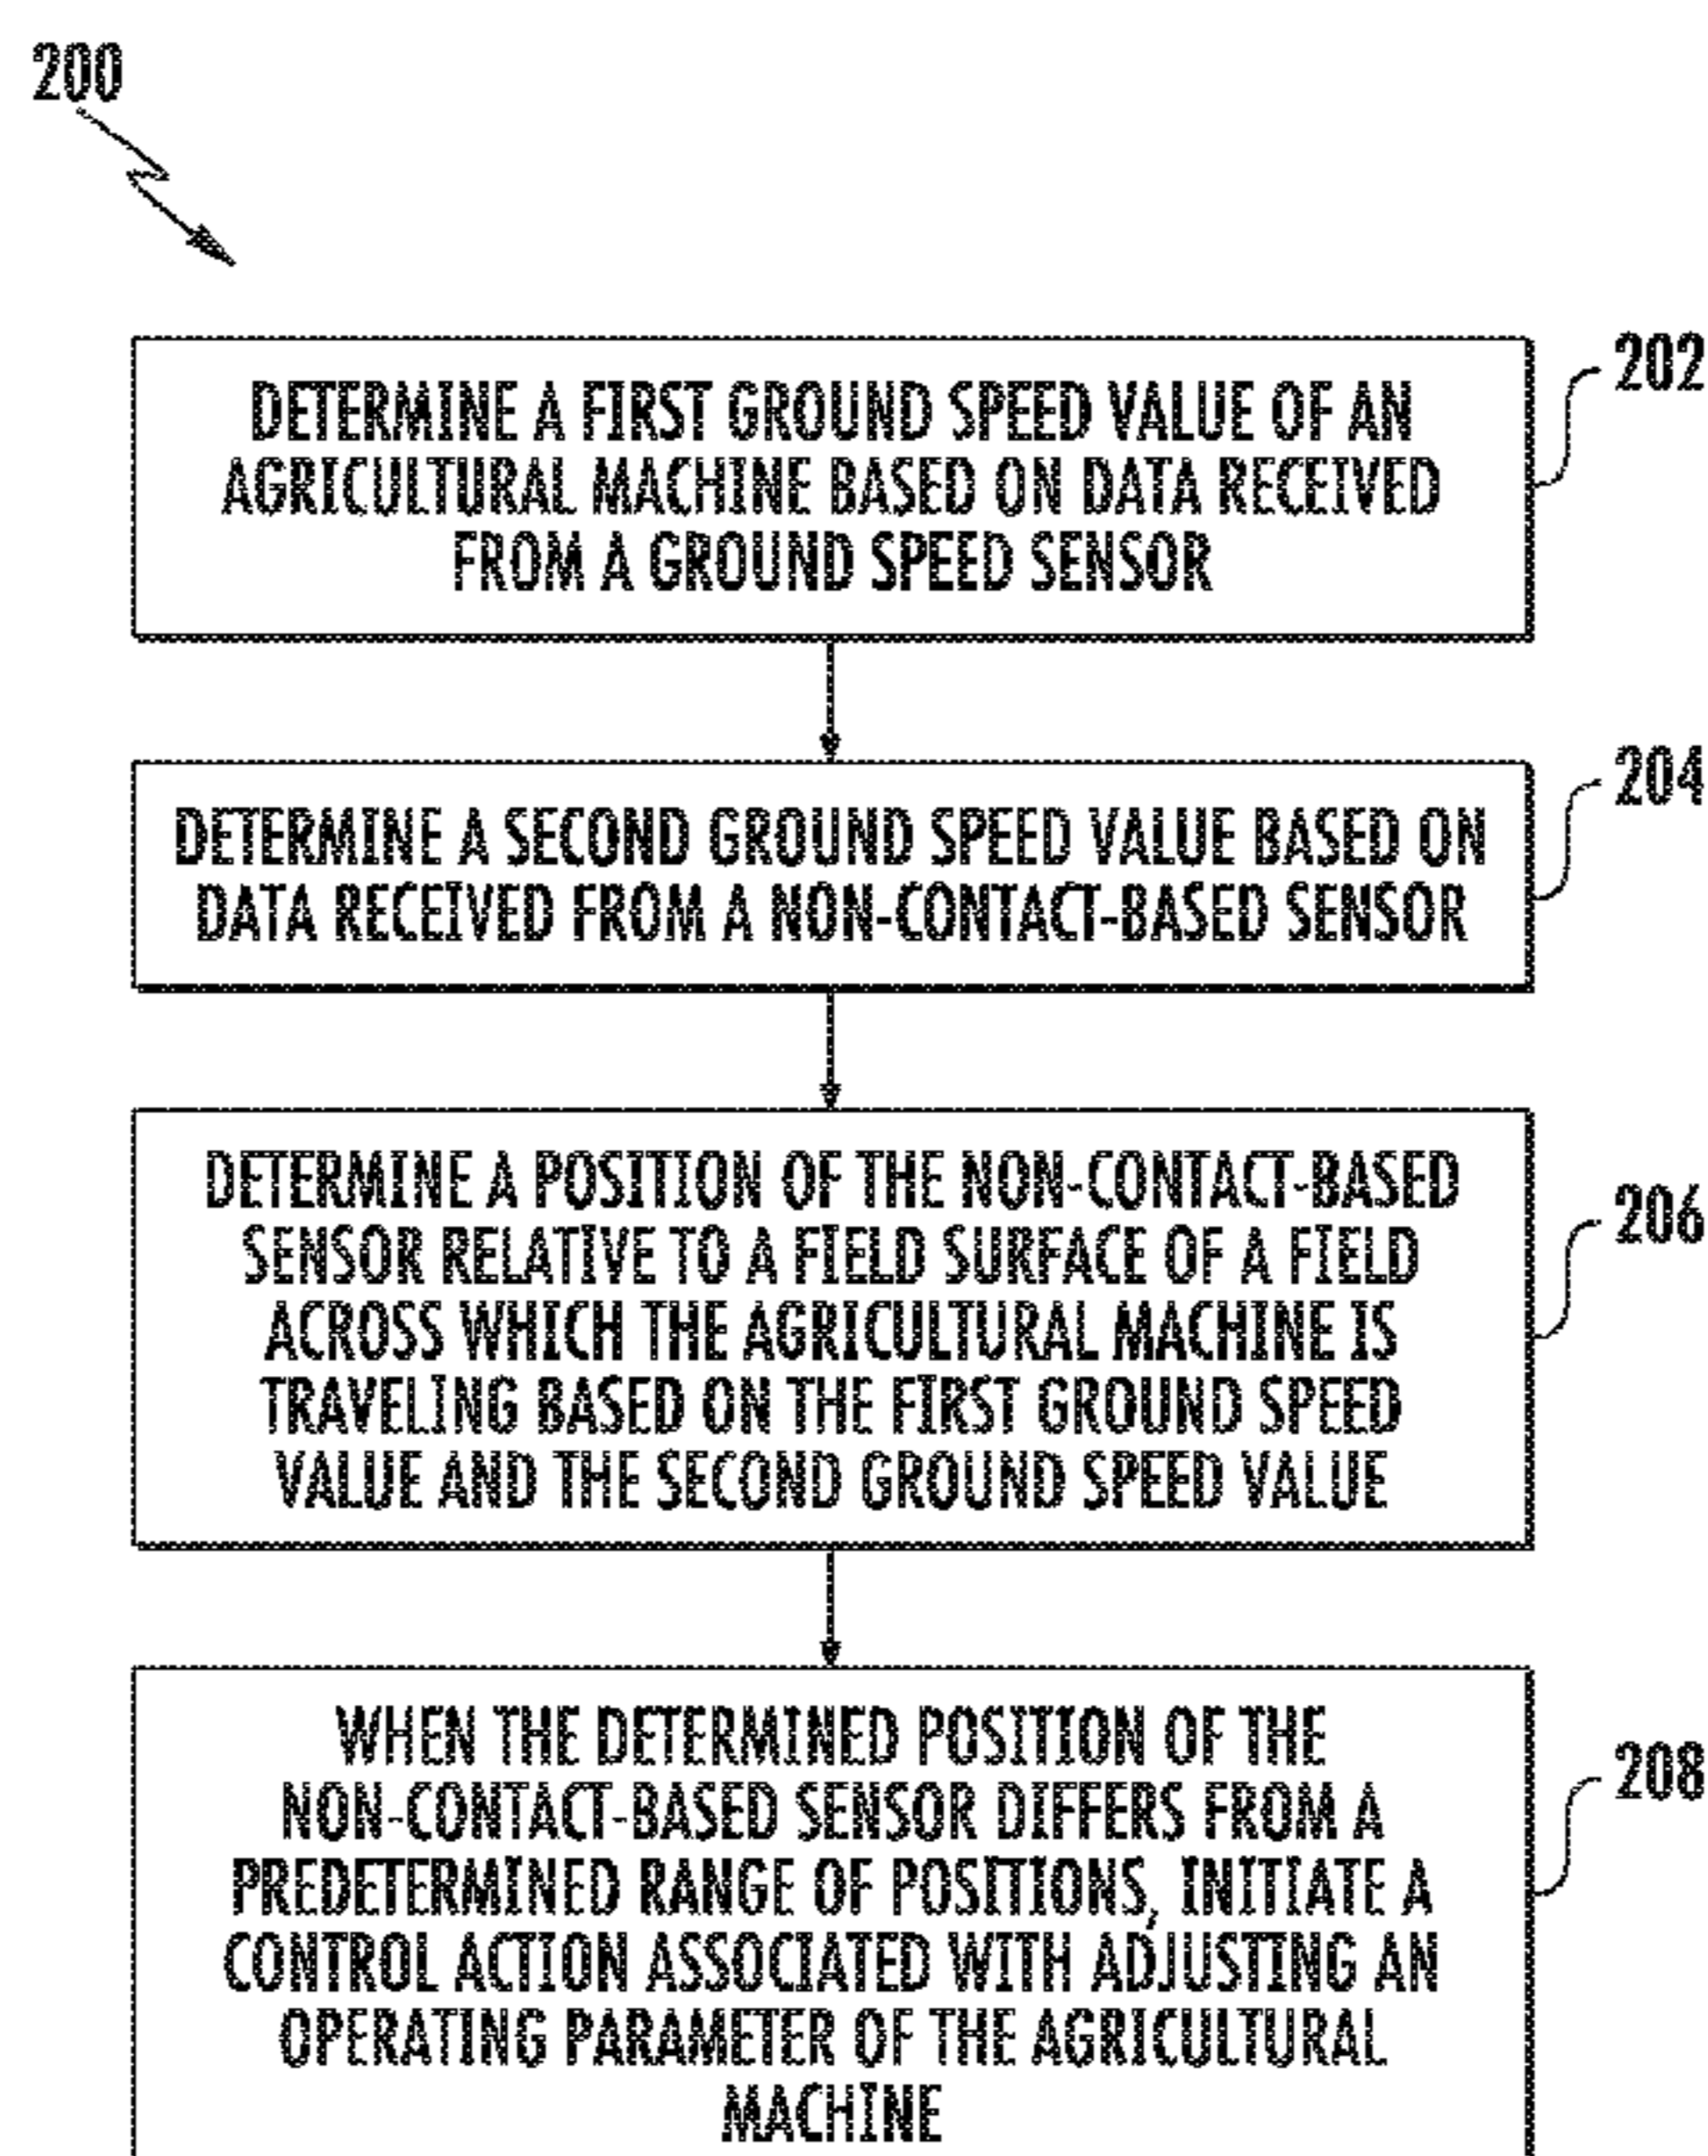 200
202
DETERMINE A FIRST GROUND SPEED VALUE OF AN
AGRICULTURAL MACHINE BASED ON DATA RECEIVED
FROM A GROUND SPEED SENSOR
204
DETERMINE A SECOND GROUND SPEED VALUE BASED ON
DATA RECEIVED FROM A NON-CONTACT-BASED SENSOR
206
DETERMINE A POSITION OF THE NON-CONTACT-BASED
SENSOR RELATIVE TO A FIELD SURFACE OF A FIELD
ACROSS WHICH THE AGRICULTURAL MACHINE IS
TRAVELING BASED ON THE FIRST GROUND SPEED
VALUE AND THE SECOND GROUND SPEED VALUE
208
WHEN THE DETERMINED POSITION OF THE
NON-CONTACT-BASED SENSOR DIFFERS FROM A
PREDETERMINED RANGE OF POSITIONS, INITIATE A
CONTROL ACTION ASSOCIATED WITH ADJUSTING AN
OPERATING PARAMETER OF THE AGRICULTURAL
MACHINE